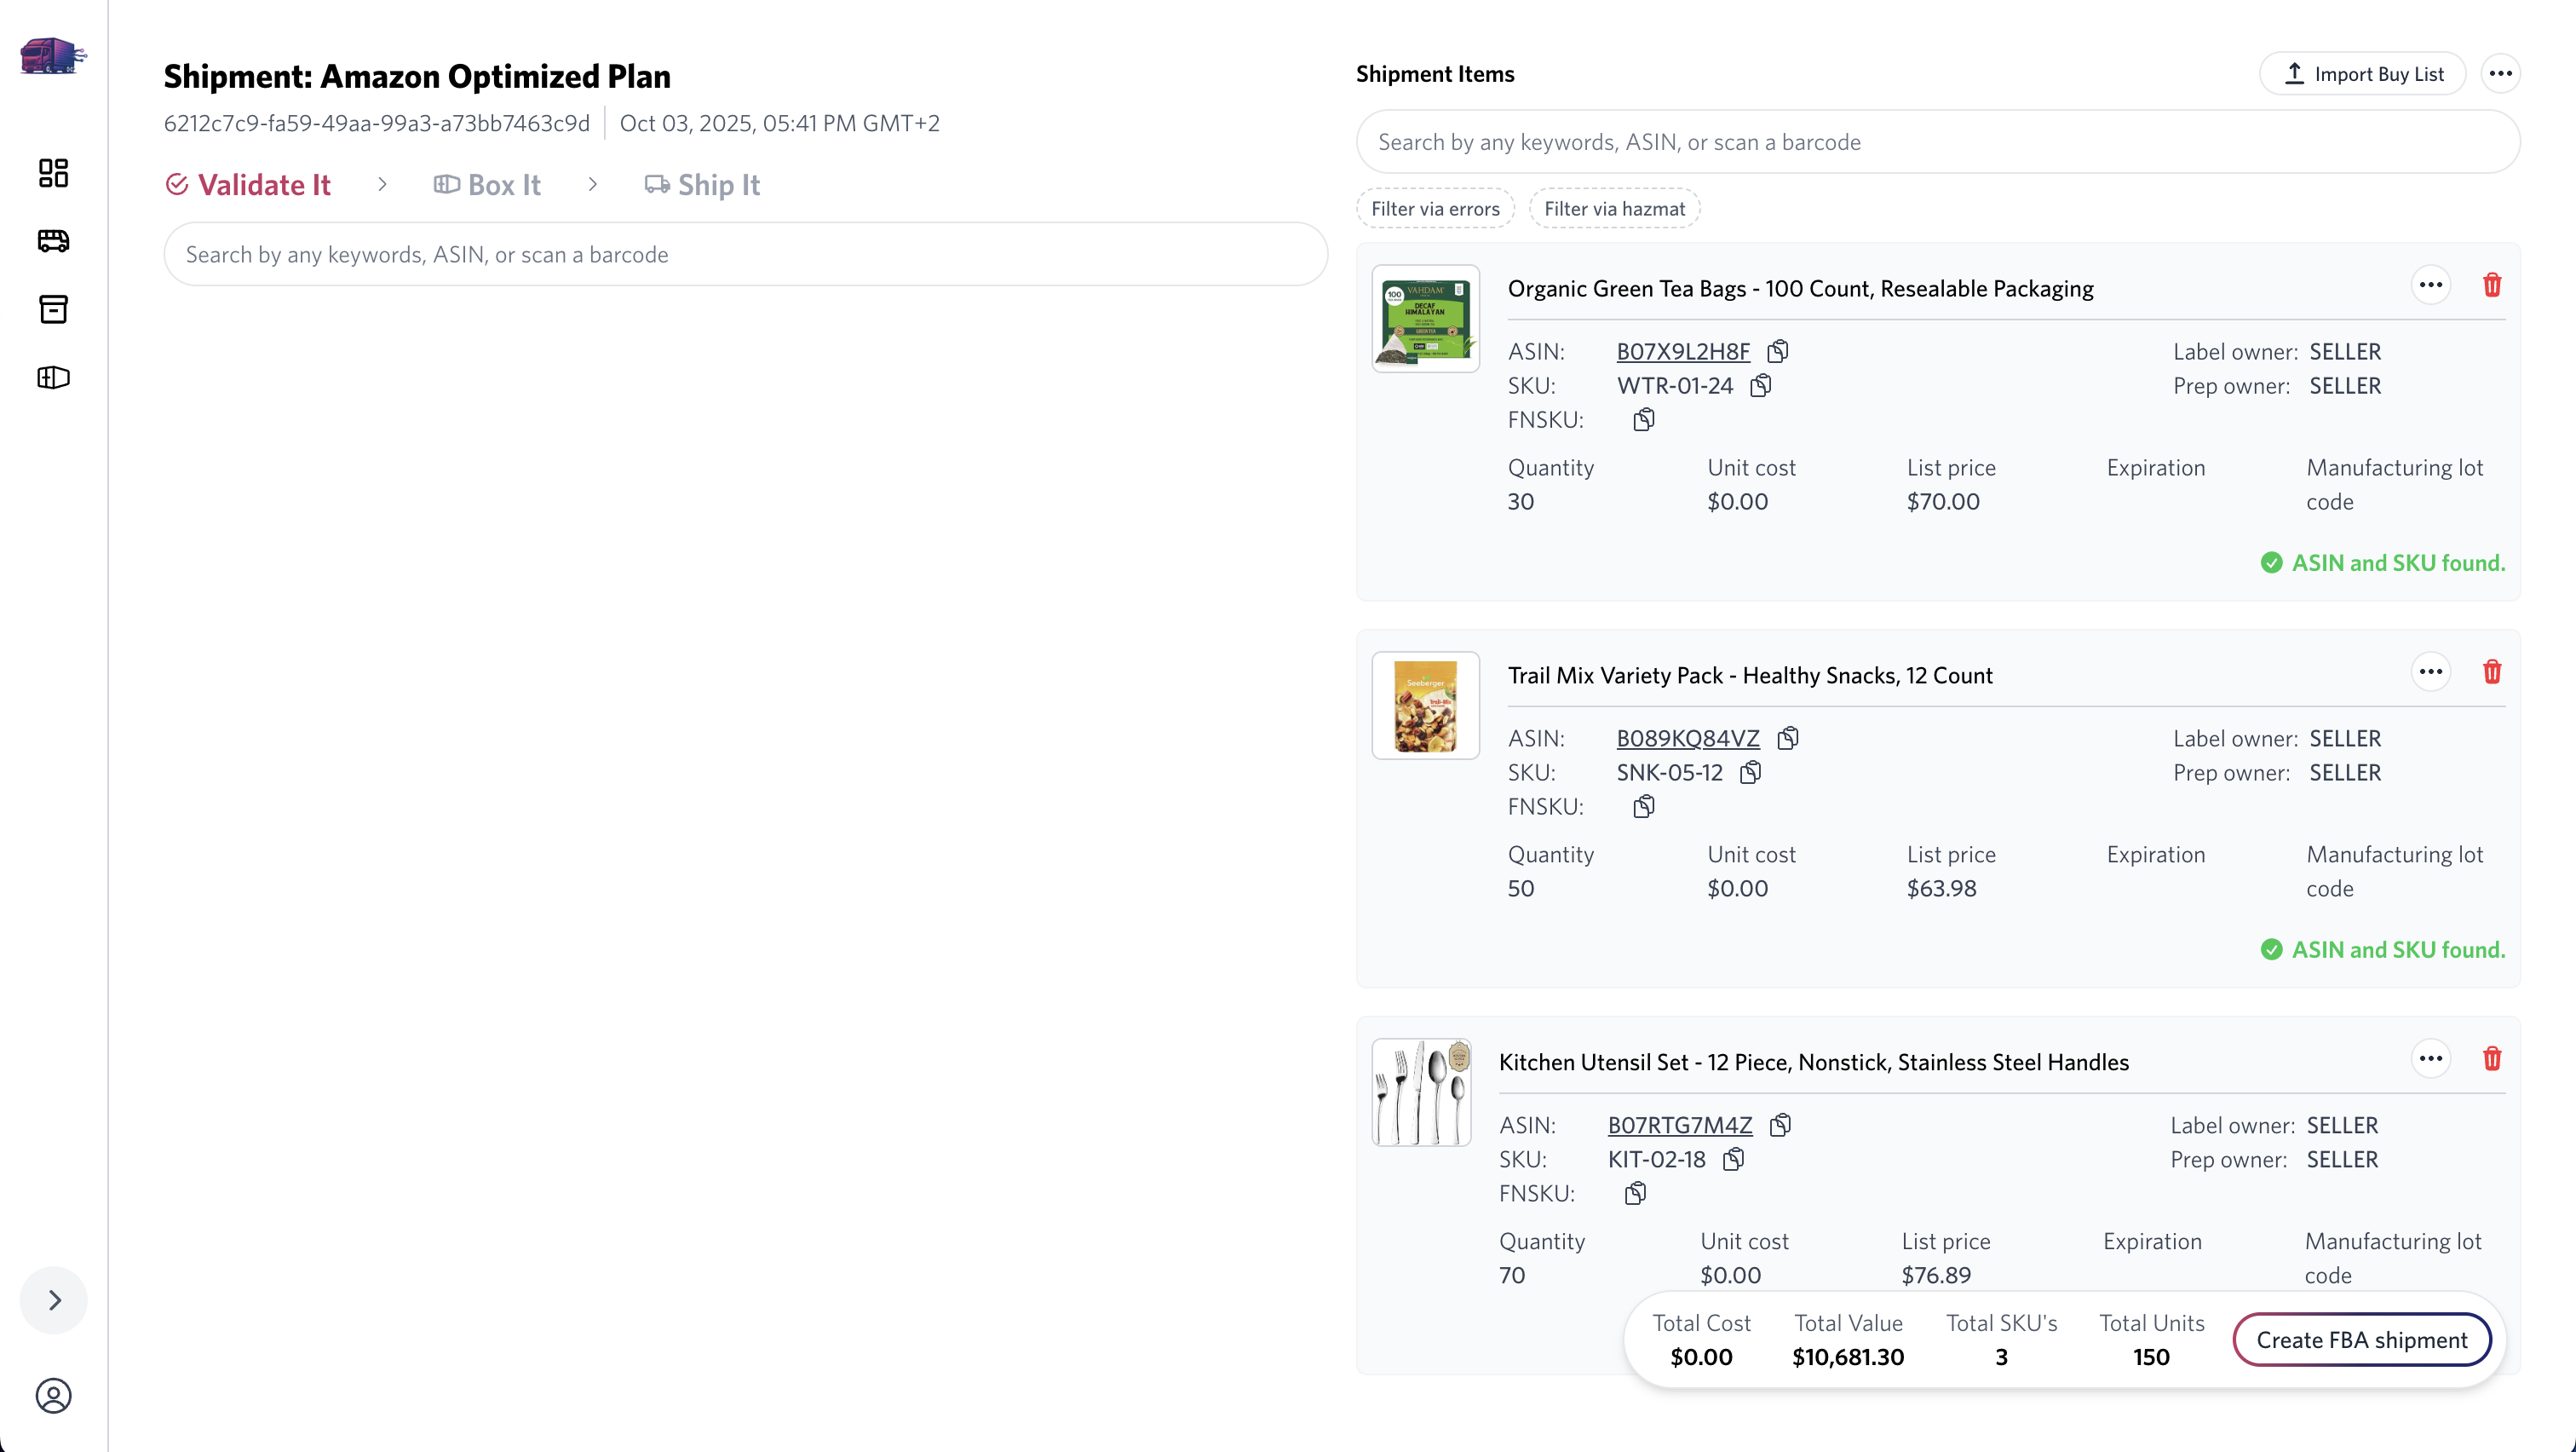 Shipment: Amazon Optimized Plan
6212c7c9-fa59-49aa-99a3-a73bb7463c9d Oct 03, 2025, 05:41 PM GMT+2
Validate It Box It Ship It
Search by any keywords, ASIN, or scan a barcode
Shipment Items
Import Buy List
Search by any keywords, ASIN, or scan a barcode
Filter via errors Filter via hazmat
100
VAHDAM
DECAF
HIMALAYAN
GREEN TEA
Organic Green Tea Bags - 100 Count, Resealable Packaging
ASIN: B07X9L2H8F Label owner: SELLER
SKU: WTR-01-24 Prep owner: SELLER
FNSKU:
Quantity Unit cost List price Expiration Manufacturing lot code
30 $0.00 $70.00
ASIN and SKU found.
Seeberger
Trail-Mix
Trail Mix Variety Pack - Healthy Snacks, 12 Count
ASIN: B089KQ84VZ Label owner: SELLER
SKU: SNK-05-12 Prep owner: SELLER
FNSKU:
Quantity Unit cost List price Expiration Manufacturing lot code
50 $0.00 $63.98
ASIN and SKU found.
Kitchen Utensil Set - 12 Piece, Nonstick, Stainless Steel Handles
ASIN: B07RTG7M4Z Label owner: SELLER
SKU: KIT-02-18 Prep owner: SELLER
FNSKU:
Quantity Unit cost List price Expiration Manufacturing lot code
70 $0.00 $76.89
Total Cost Total Value Total SKU's Total Units
$0.00 $10,681.30 3 150
Create FBA shipment